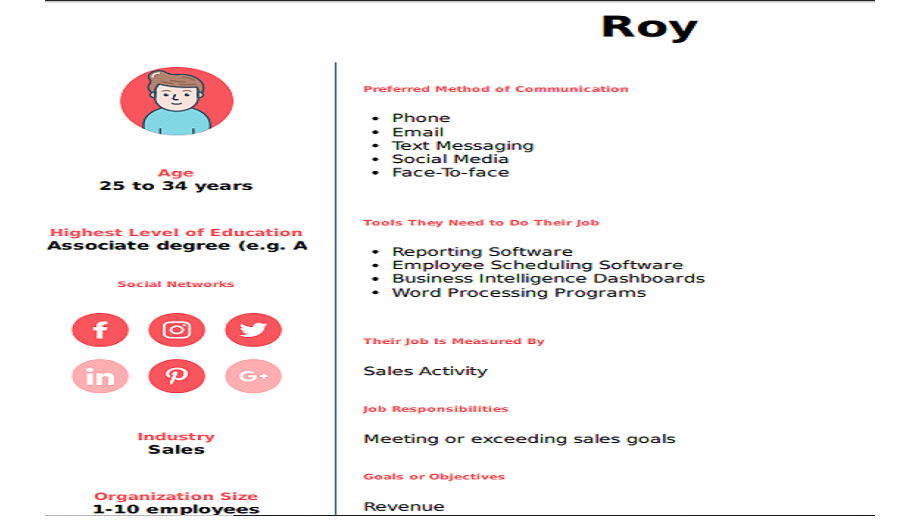 Roy
Age
25 to 34 years
Highest Level of Education
Associate degree (e.g. A
Social Networks
f
in
G+
Industry
Sales
Organization Size
1-10 employees
Preferred Method of Communication
• Phone
• Email
• Text Messaging
• Social Media
• Face-To-face
Tools They Need to Do Their Job
• Reporting Software
• Employee Scheduling Software
• Business Intelligence Dashboards
• Word Processing Programs
Their Job Is Measured By
Sales Activity
Job Responsibilities
Meeting or exceeding sales goals
Goals or Objectives
Revenue